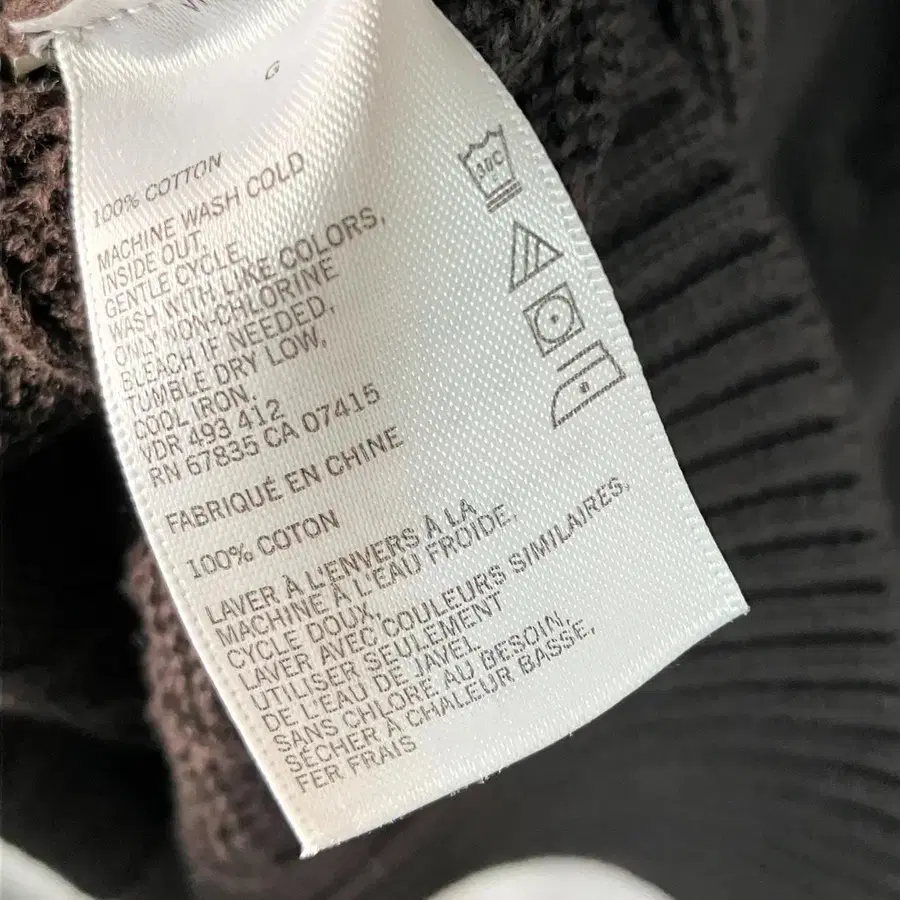 G
100% COTTON
MACHINE WASH COLD
INSIDE OUT,
GENTLE CYCLE,
WASH WITH LIKE COLORS,
ONLY NON-CHLORINE
BLEACH IF NEEDED,
TUMBLE DRY LOW,
COOL IRON,
VDR 493 412
RN 67835 CA 07415
FABRIQUÉ EN CHINE
100% COTON
LAVER À L'ENVERS À LA
MACHINE À L'EAU FROIDE,
CYCLE DOUX,
LAVER AVEC COULEURS SIMILAIRES,
UTILISER SEULEMENT
DE L'EAU DE JAVEL
SANS CHLORE AU BESOIN,
SÉCHER À CHALEUR BASSE,
FER FRAIS
30C